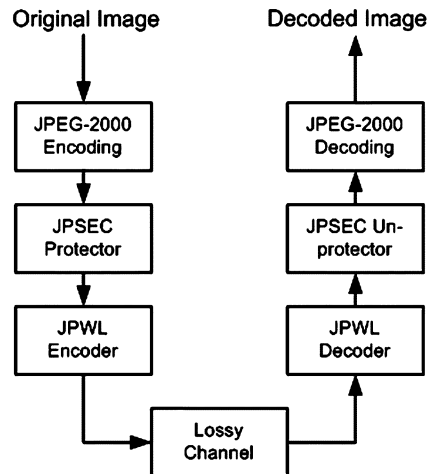 Original Image
Decoded Image
JPEG-2000
Encoding
JPEG-2000
Decoding
JPSEC
Protector
JPSEC Un-
protector
JPWL
Encoder
JPWL
Decoder
Lossy
Channel